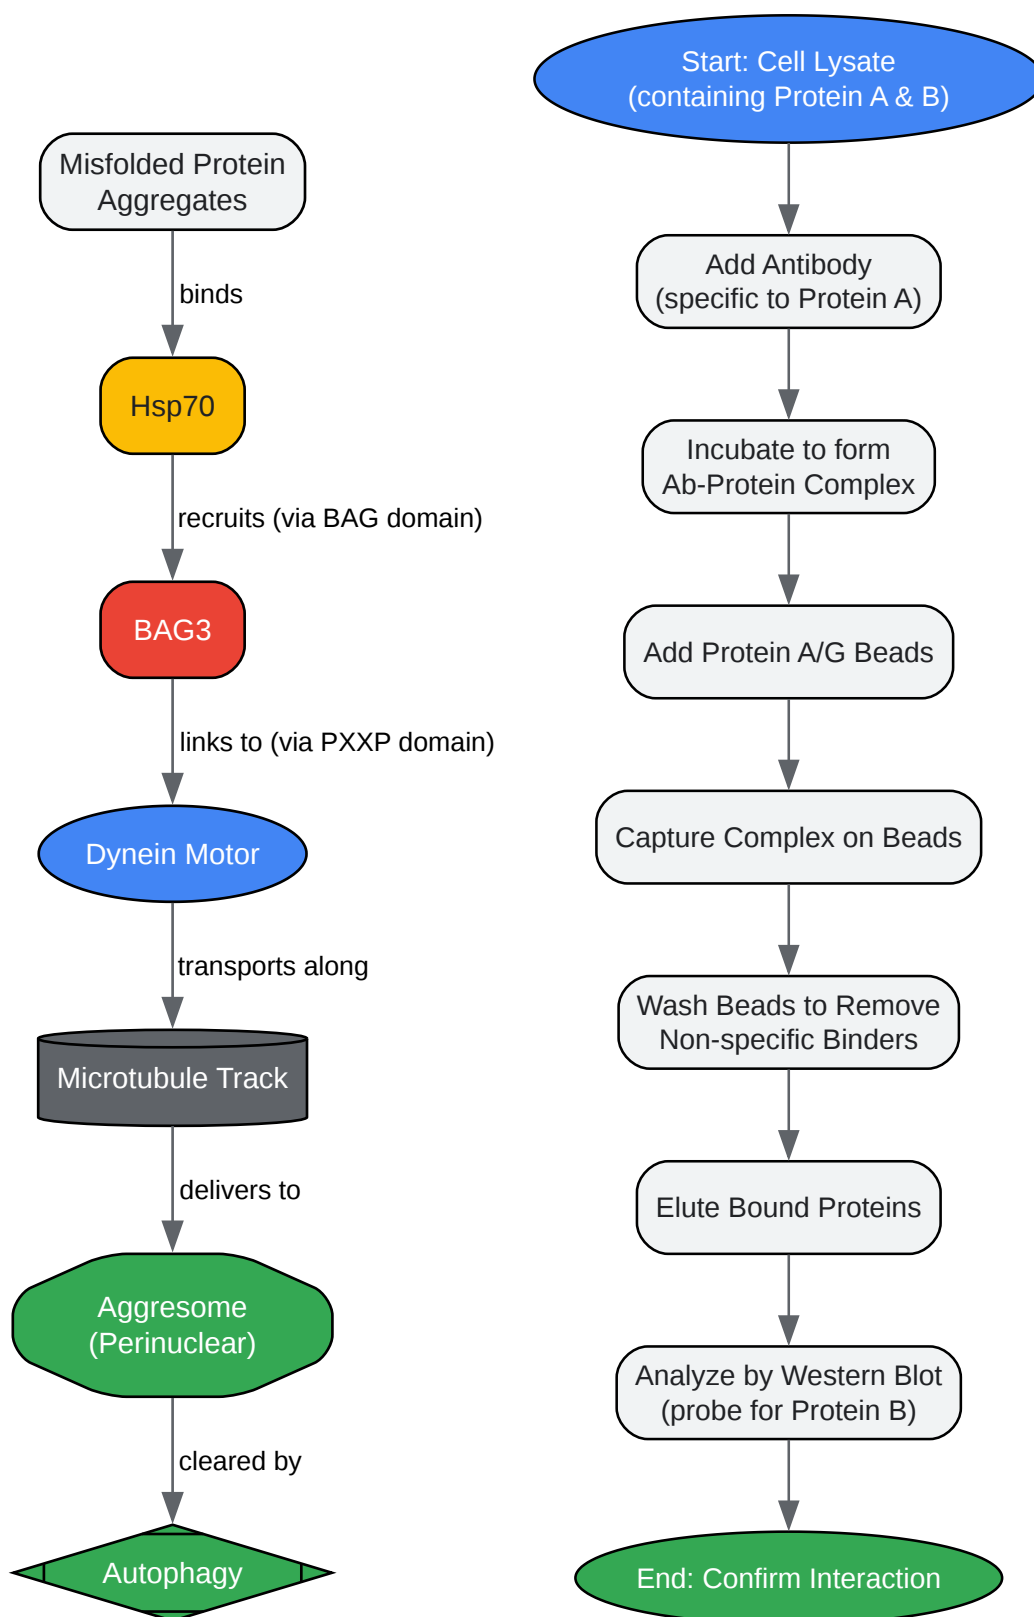 Misfolded Protein
Aggregates
binds
Hsp70
recruits (via BAG domain)
BAG3
links to (via PXXP domain)
Dynein Motor
transports along
Microtubule Track
delivers to
Aggresome
(Perinuclear)
cleared by
Autophagy
Start: Cell Lysate
(containing Protein A & B)
Add Antibody
(specific to Protein A)
Incubate to form
Ab-Protein Complex
Add Protein A/G Beads
Capture Complex on Beads
Wash Beads to Remove
Non-specific Binders
Elute Bound Proteins
Analyze by Western Blot
(probe for Protein B)
End: Confirm Interaction